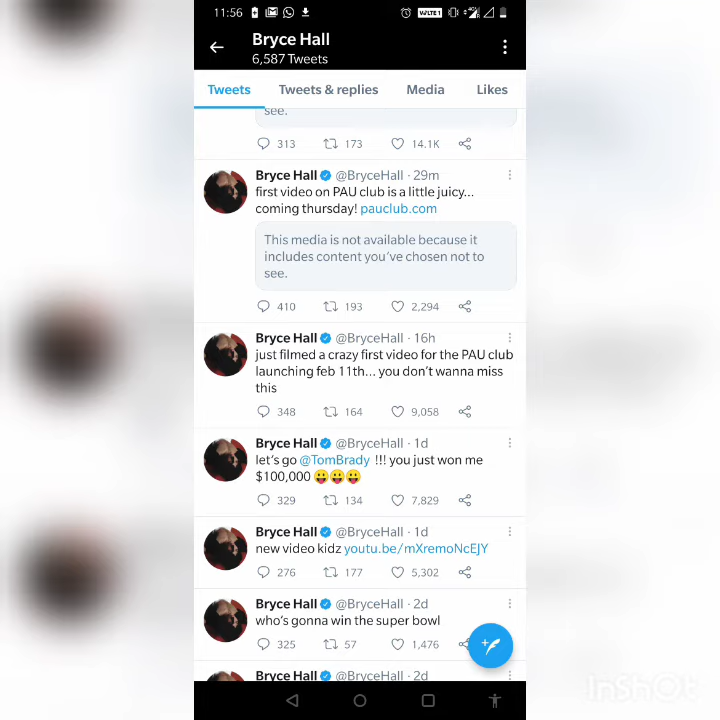 11:56
VoLTE 1
4G
Bryce Hall
6,587 Tweets
Tweets
Tweets & replies
Media
Likes
see.
313
173
14.1K
Bryce Hall @BryceHall · 29m
first video on PAU club is a little juicy...
coming thursday! pauclub.com
This media is not available because it
includes content you've chosen not to
see.
410
193
2,294
Bryce Hall @BryceHall · 16h
just filmed a crazy first video for the PAU club
launching feb 11th... you don't wanna miss
this
348
164
9,058
Bryce Hall @BryceHall · 1d
let's go @TomBrady !!! you just won me
$100,000 😛😛😛
329
134
7,829
Bryce Hall @BryceHall · 1d
new video kidz youtu.be/mXremoNcEJY
276
177
5,302
Bryce Hall @BryceHall · 2d
who's gonna win the super bowl
325
57
1,476
Bryce Hall @BryceHall · 2d
InShOt